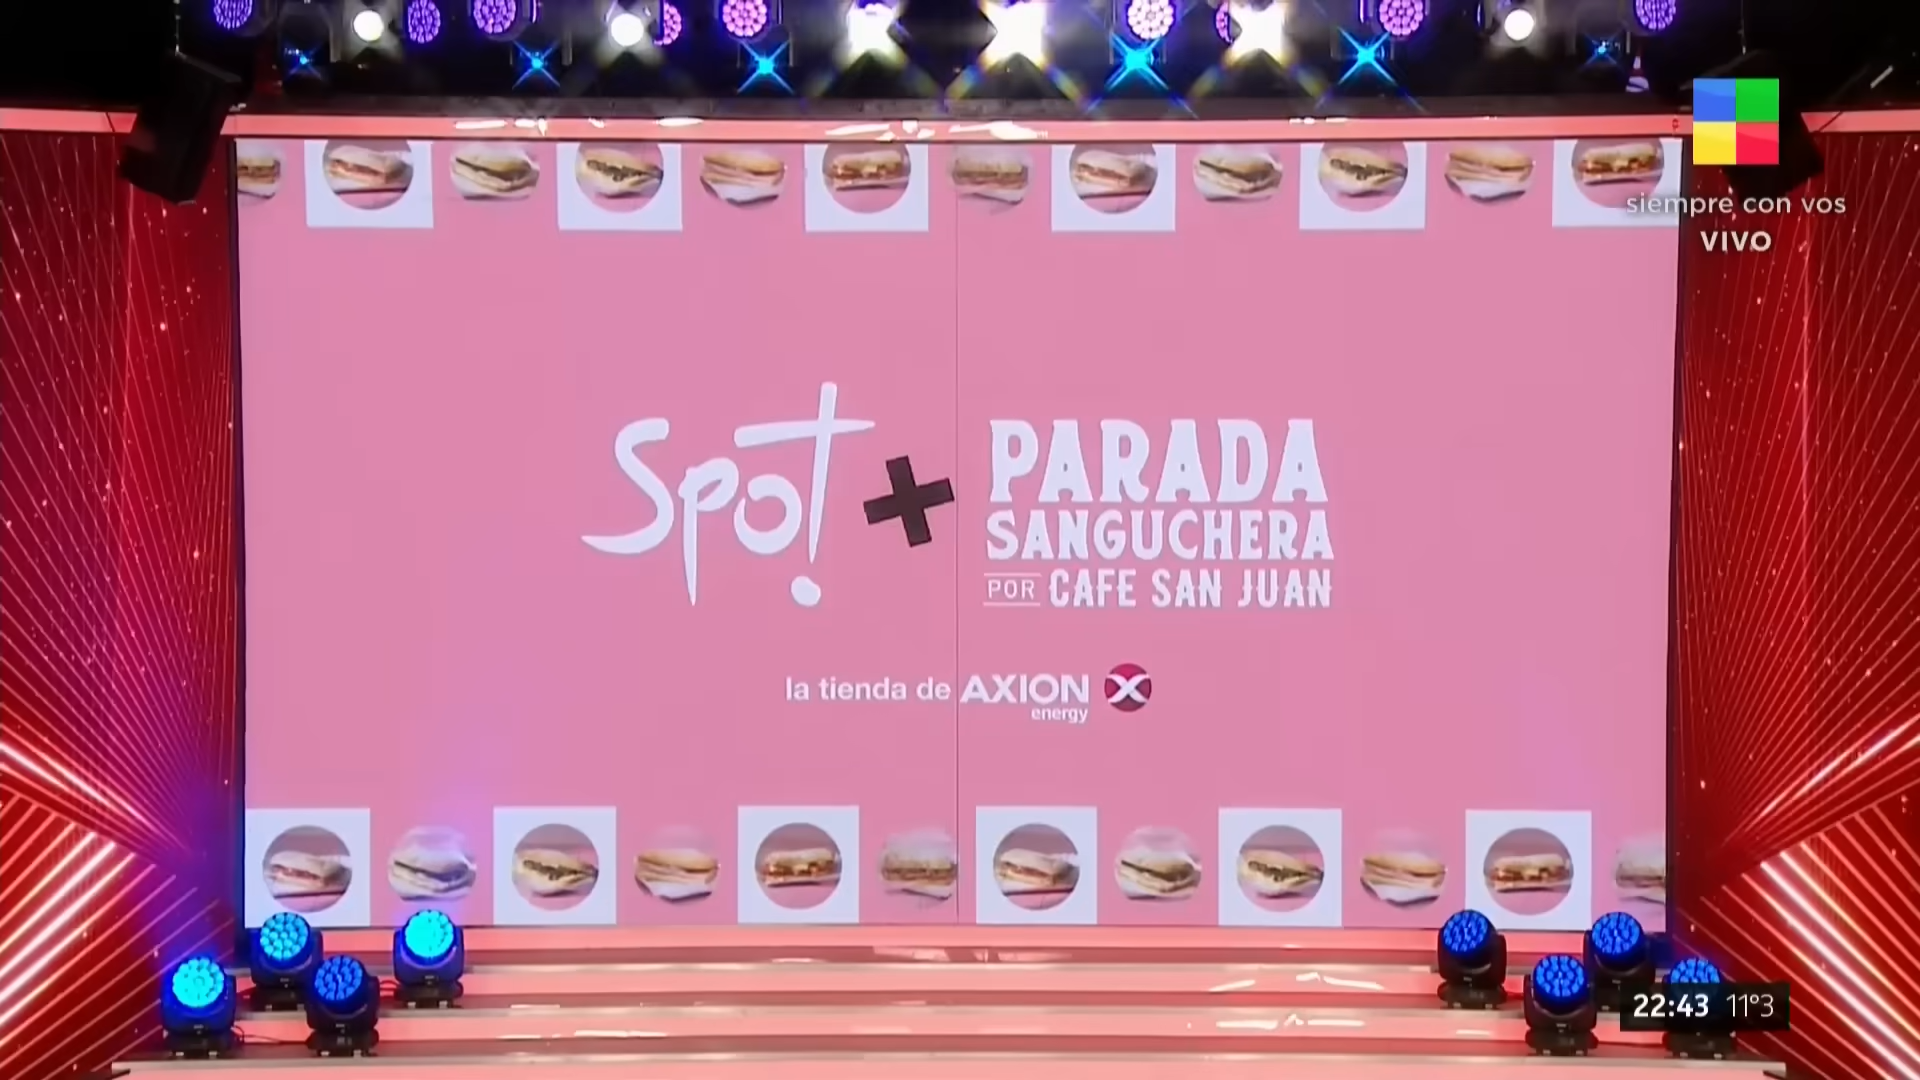 siempre con vos
VIVO
Spot!
+
PARADA
SANGUCHERA
POR CAFE SAN JUAN
la tienda de AXION
energy
22:43 11°3